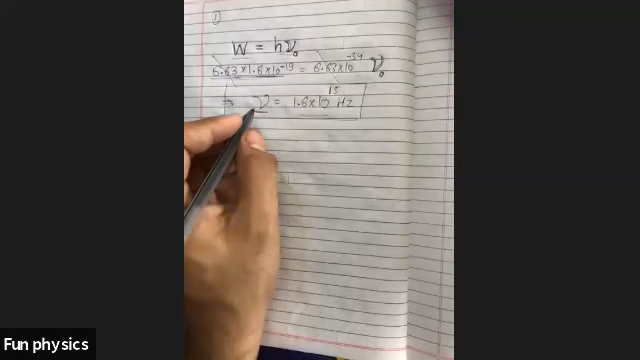 1)
W = hν₀
6.63 × 1.6 × 10⁻¹⁹ = 6.63 × 10⁻³⁴ ν₀
⇒ ν = 1.6 × 10¹⁵ Hz
Fun physics